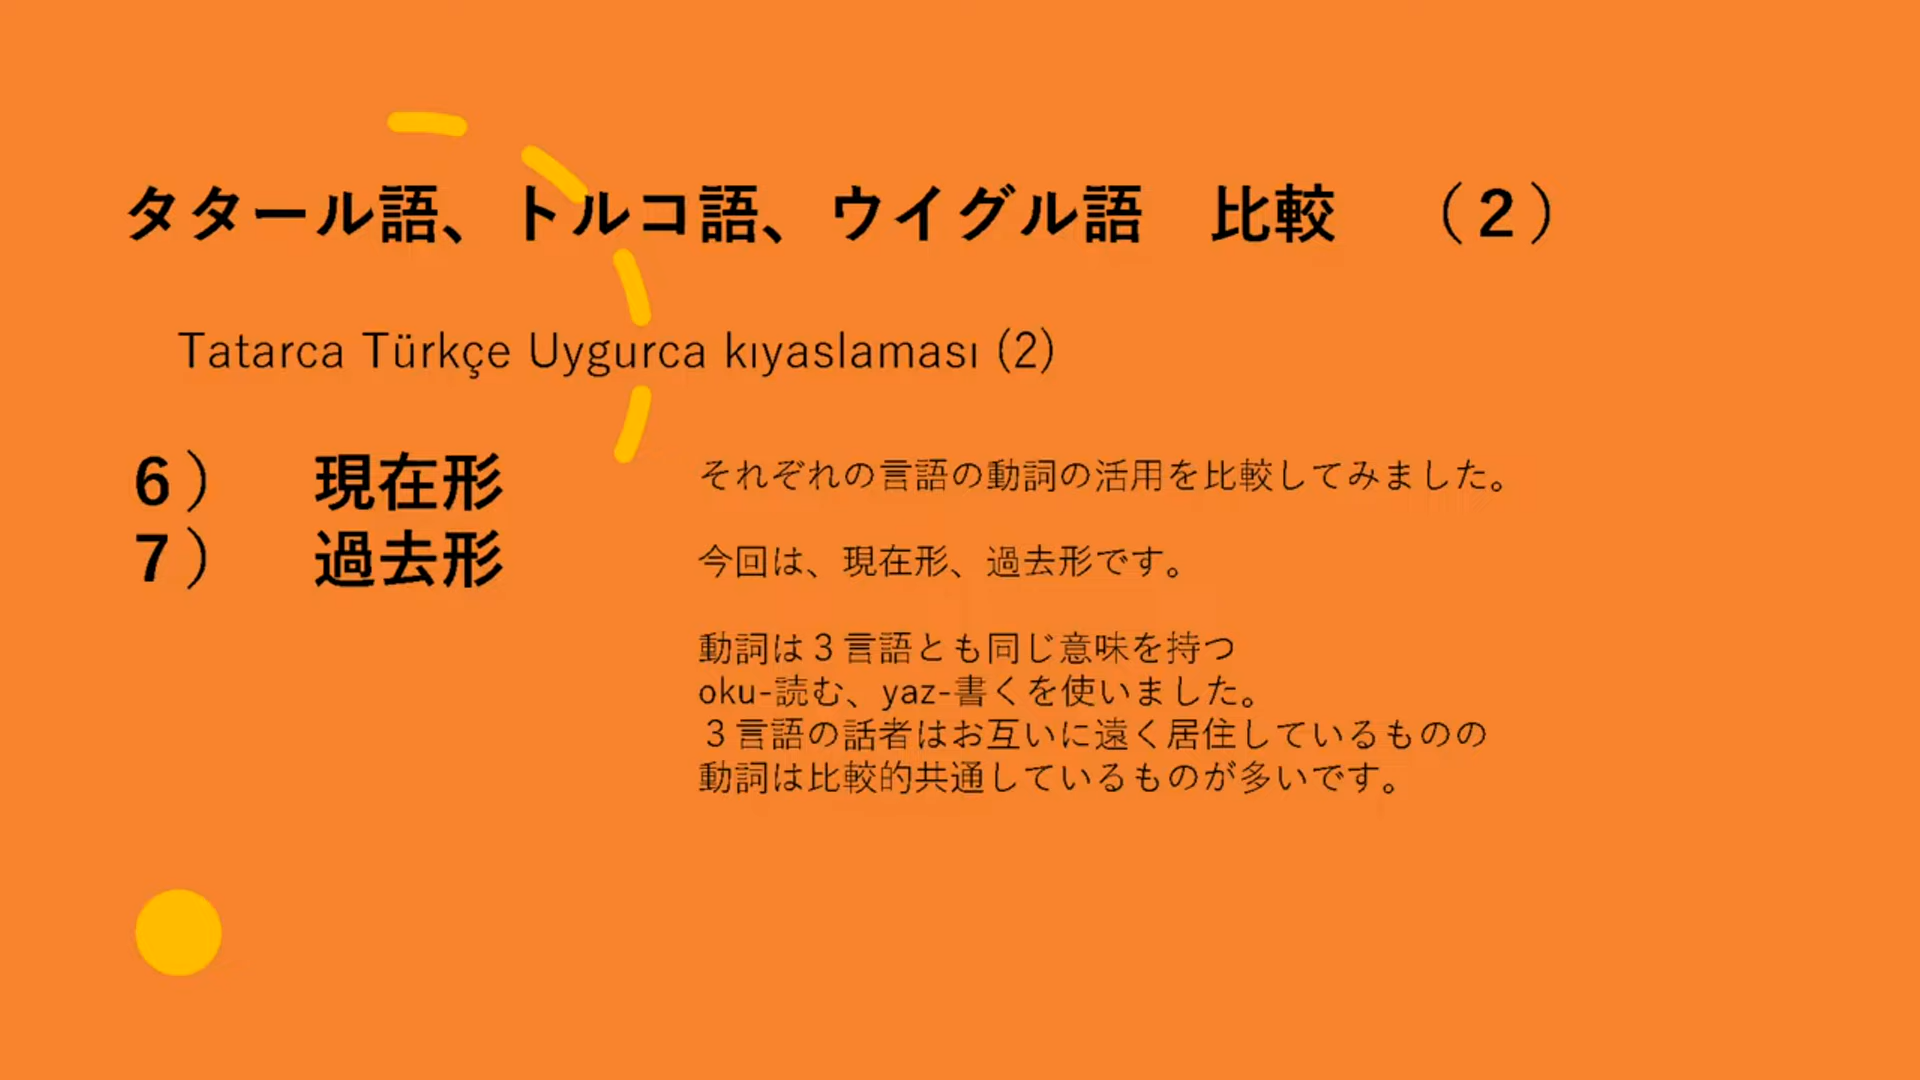 タタール語、トルコ語、ウイグル語　比較　（２）
Tatarca Türkçe Uygurca kıyaslaması (2)
６）　現在形
７）　過去形
それぞれの言語の動詞の活用を比較してみました。
今回は、現在形、過去形です。
動詞は３言語とも同じ意味を持つ
oku-読む、yaz-書くを使いました。
３言語の話者はお互いに遠く居住しているものの
動詞は比較的共通しているものが多いです。